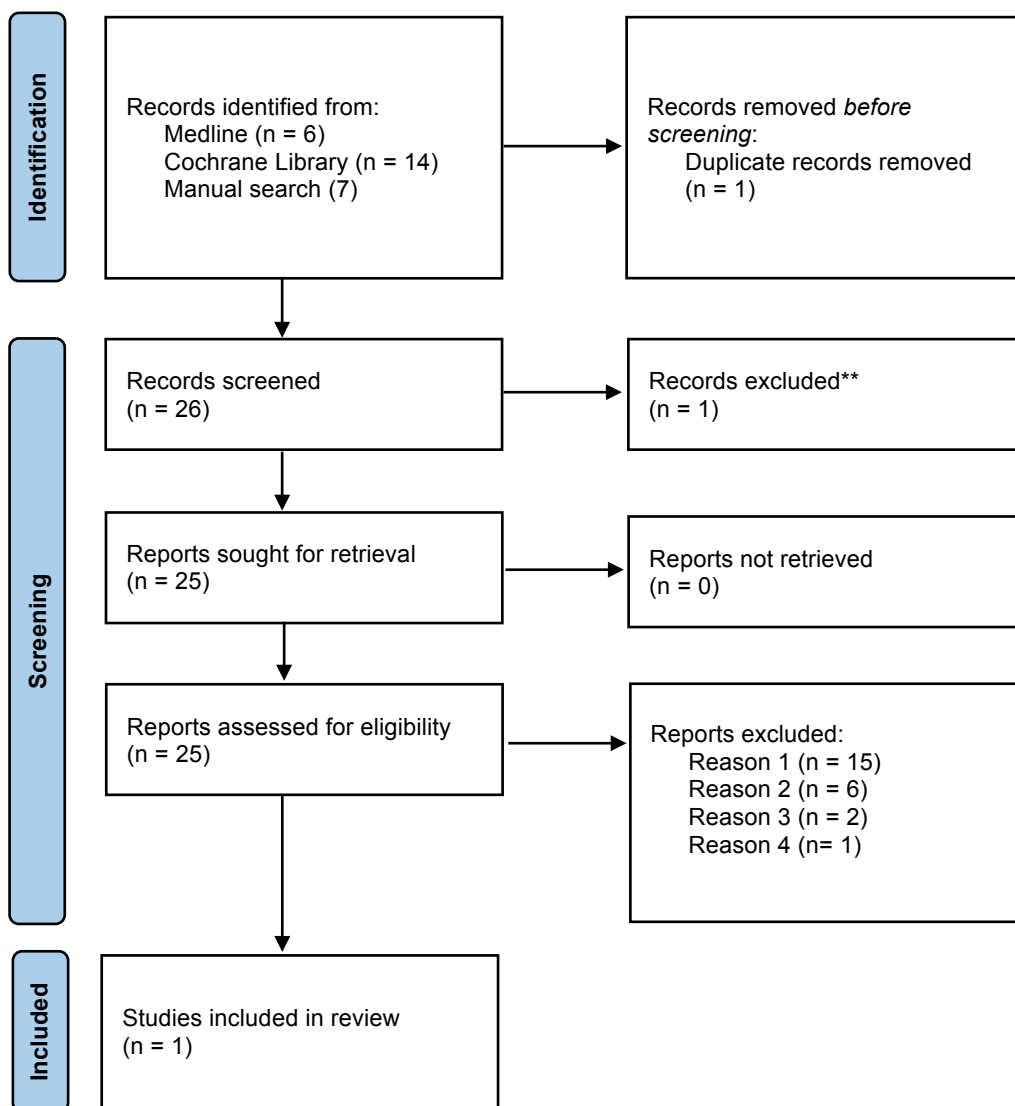 Identification
Records identified from:
Medline (n = 6)
Cochrane Library (n = 14)
Manual search (7)
Records removed before
screening:
Duplicate records removed
(n = 1)
Screening
Records screened
(n = 26)
Records excluded**
(n = 1)
Reports sought for retrieval
(n = 25)
Reports not retrieved
(n = 0)
Reports assessed for eligibility
(n = 25)
Reports excluded:
Reason 1 (n = 15)
Reason 2 (n = 6)
Reason 3 (n = 2)
Reason 4 (n= 1)
Included
Studies included in review
(n = 1)